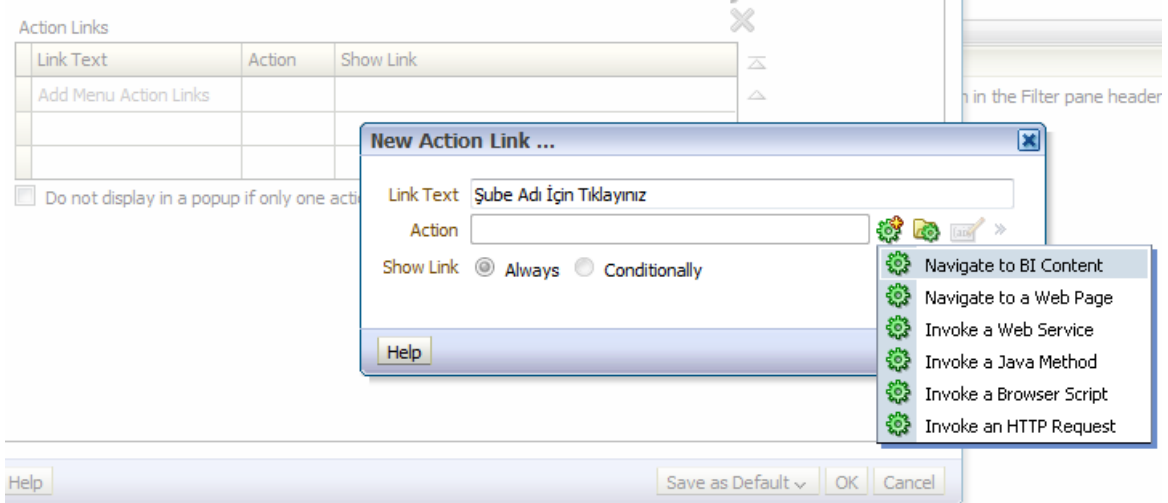 Action Links
Link Text Action Show Link
Add Menu Action Links
in the Filter pane header
New Action Link ...
Do not display in a popup if only one
Link Text Şube Adı İçin Tıklayınız
Action
Show Link Always Conditionally
Navigate to BI Content
Navigate to a Web Page
Invoke a Web Service
Help
Invoke a Java Method
Invoke a Browser Script
Invoke an HTTP Request
Help Save as Default OK Cancel